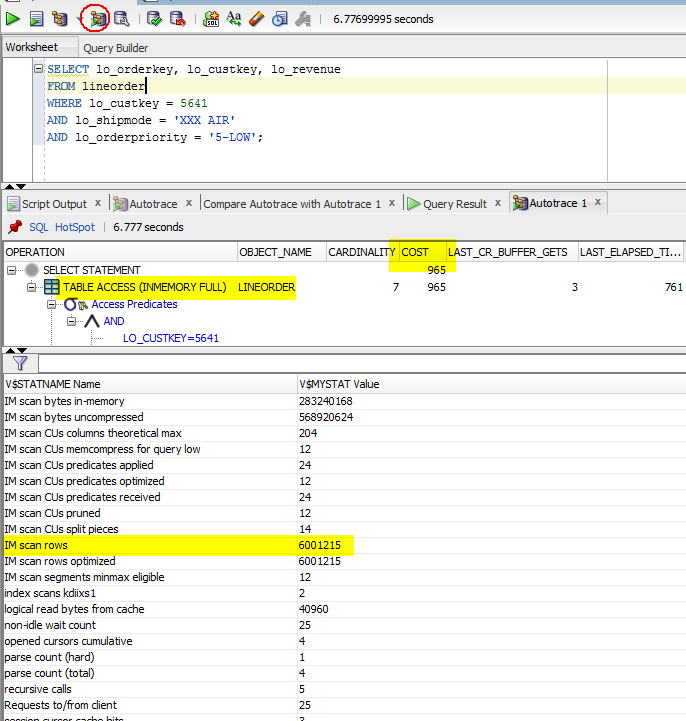 6.77699995 seconds
Worksheet Query Builder
SELECT lo_orderkey, lo_custkey, lo_revenue
FROM lineorder
WHERE lo_custkey = 5641
AND lo_shipmode = 'XXX AIR'
AND lo_orderpriority = '5-LOW';
Script Output x Autotrace x Compare Autotrace with Autotrace 1 x Query Result x Autotrace 1 x
SQL HotSpot 6.777 seconds
OPERATION OBJECT_NAME CARDINALITY COST LAST_CR_BUFFER_GETS LAST_ELAPSED_TI...
SELECT STATEMENT 965
TABLE ACCESS (INMEMORY FULL) LINEORDER 7 965 3 761
Access Predicates
AND
LO_CUSTKEY=5641
V$STATNAME Name V$MYSTAT Value
IM scan bytes in-memory 283240168
IM scan bytes uncompressed 568920624
IM scan CUs columns theoretical max 204
IM scan CUs memcompress for query low 12
IM scan CUs predicates applied 24
IM scan CUs predicates optimized 12
IM scan CUs predicates received 24
IM scan CUs pruned 12
IM scan CUs split pieces 14
IM scan rows 6001215
IM scan rows optimized 6001215
IM scan segments minmax eligible 12
index scans kdiixs1 2
logical read bytes from cache 40960
non-idle wait count 25
opened cursors cumulative 4
parse count (hard) 1
parse count (total) 4
recursive calls 5
Requests to/from client 25
session cursor cache hits 3